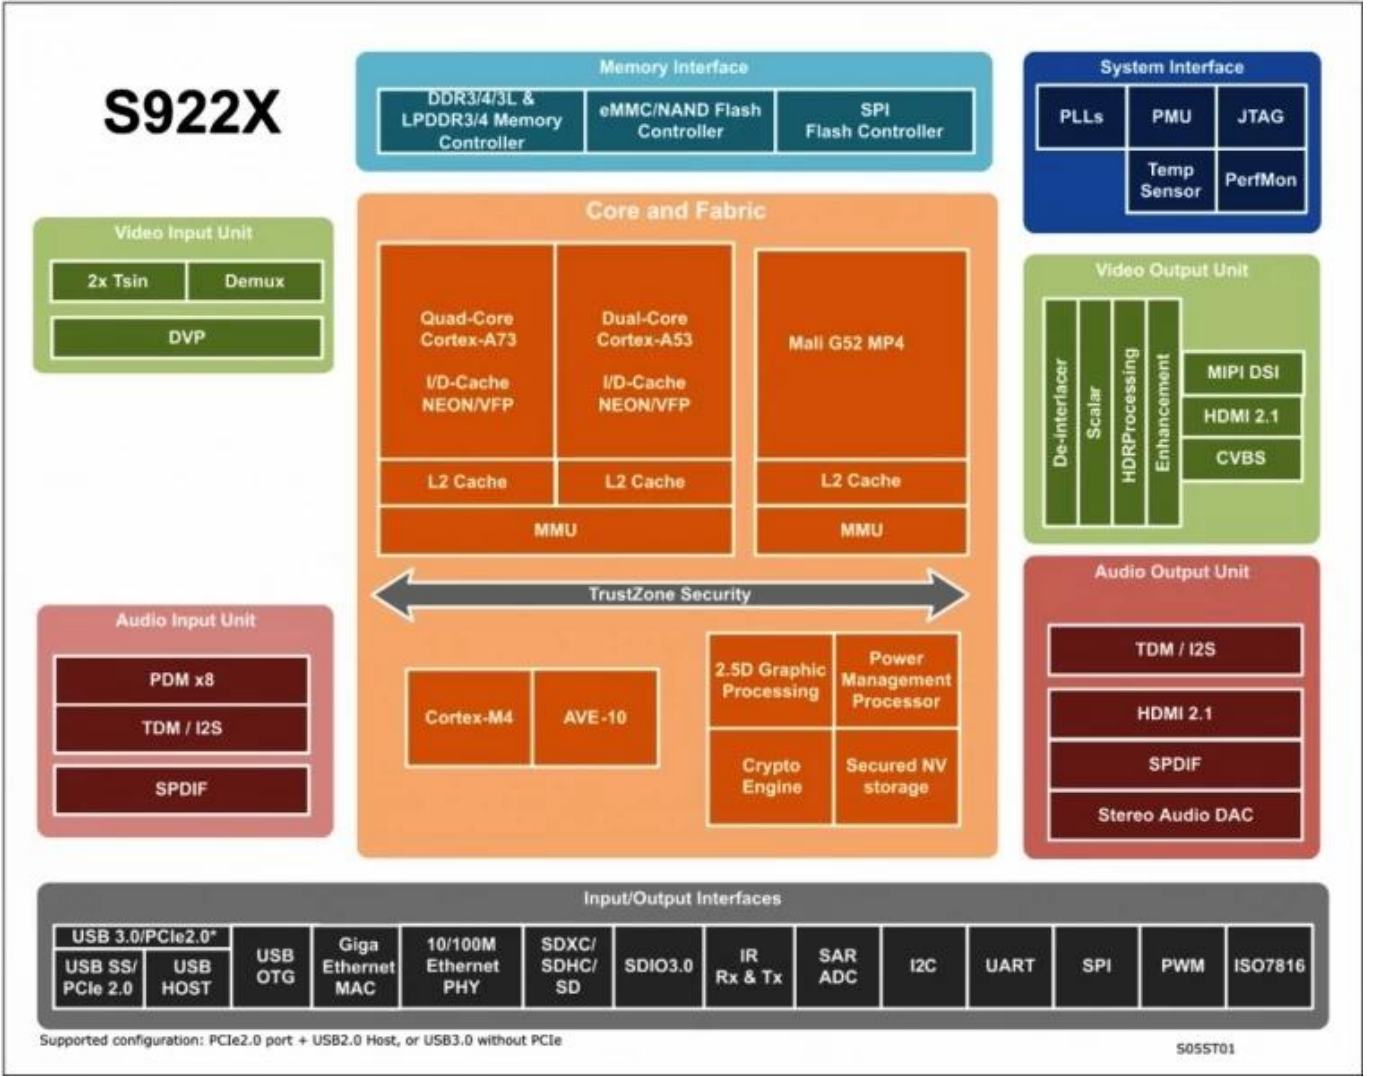 S922X
Memory Interface
DDR3/4/3L &
LPDDR3/4 Memory
Controller
eMMC/NAND Flash
Controller
SPI
Flash Controller
System Interface
PLLs
PMU
JTAG
Temp
Sensor
PerfMon
Video Input Unit
2x Tsin
Demux
DVP
Core and Fabric
Quad-Core
Cortex-A73
I/D-Cache
NEON/VFP
Dual-Core
Cortex-A53
I/D-Cache
NEON/VFP
Mali G52 MP4
L2 Cache
L2 Cache
L2 Cache
MMU
MMU
TrustZone Security
Cortex-M4
AVE-10
2.5D Graphic
Processing
Power
Management
Processor
Crypto
Engine
Secured NV
storage
Video Output Unit
De-interlacer
Scalar
HDRProcessing
Enhancement
MIPI DSI
HDMI 2.1
CVBS
Audio Input Unit
PDM x8
TDM / I2S
SPDIF
Audio Output Unit
TDM / I2S
HDMI 2.1
SPDIF
Stereo Audio DAC
Input/Output Interfaces
USB 3.0/PCIe2.0*
USB SS/
PCIe 2.0
USB
HOST
USB
OTG
Giga
Ethernet
MAC
10/100M
Ethernet
PHY
SDXC/
SDHC/
SD
SDIO3.0
IR
Rx & Tx
SAR
ADC
I2C
UART
SPI
PWM
ISO7816
Supported configuration: PCIe2.0 port + USB2.0 Host, or USB3.0 without PCIe
S05ST01